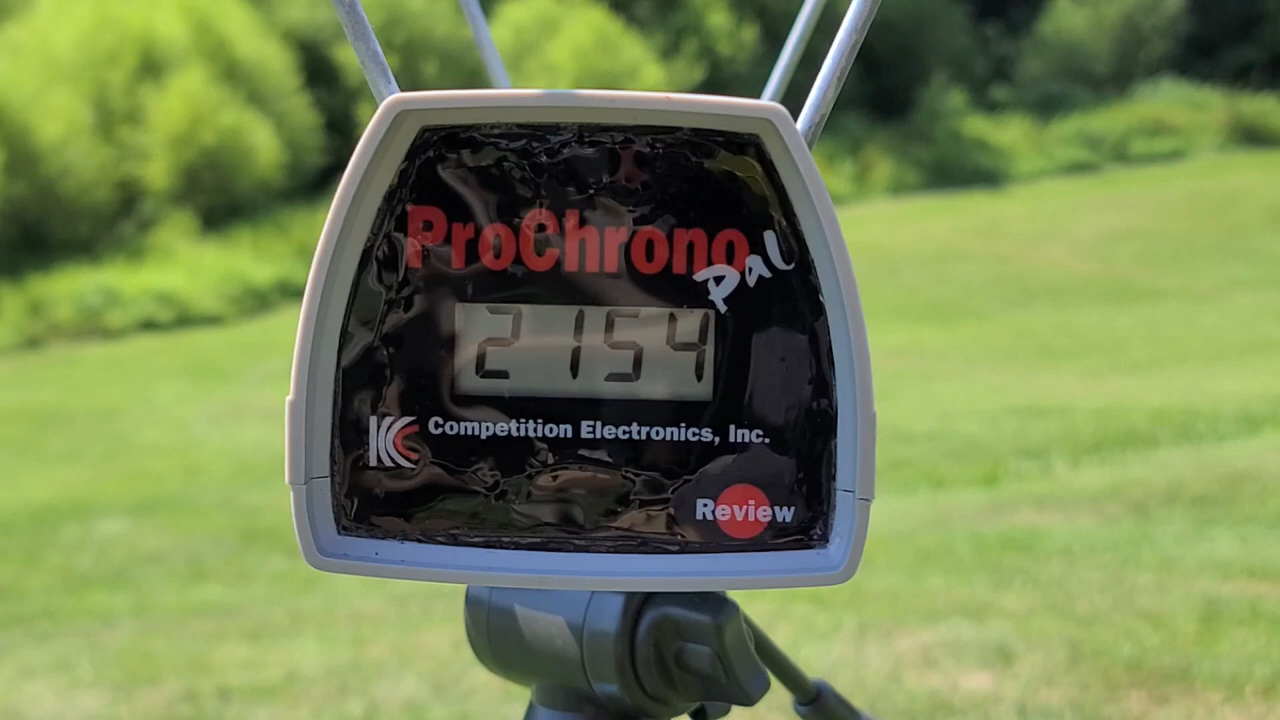 ProChrono
Pal
2154
Competition Electronics, Inc.
Review